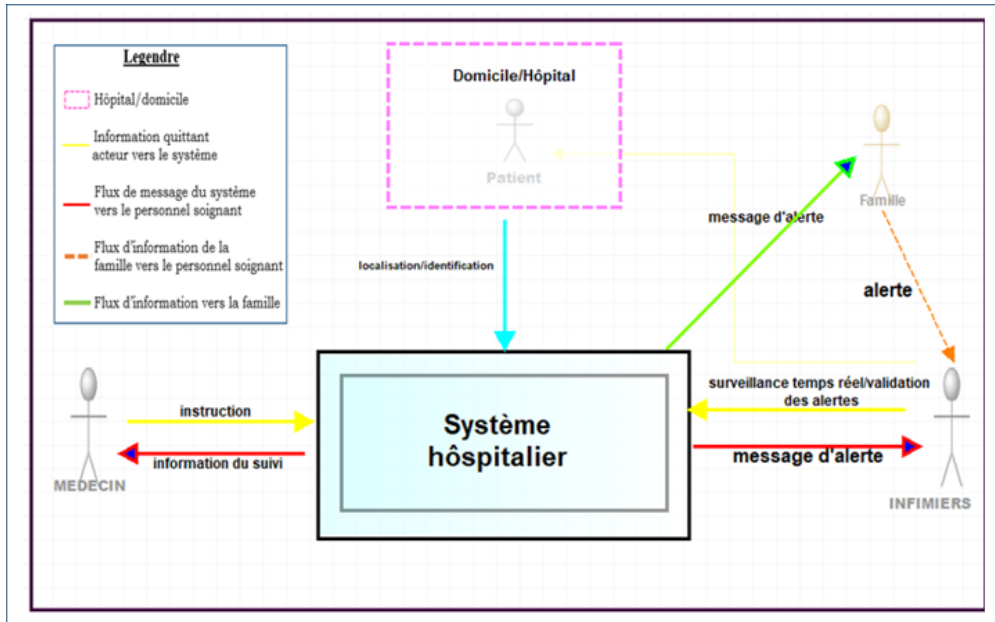 Legendre
Hôpital/domicile
Information quittant
acteur vers le système
Flux de message du système
vers le personnel soignant
Flux d'information de la
famille vers le personnel soignant
Flux d'information vers la famille
Domicile/Hôpital
Patient
Famille
message d'alerte
localisation/identification
alerte
surveillance temps réel/validation
des alertes
instruction
Système
hôspitalier
information du suivi
message d'alerte
MEDECIN
INFIMIERS